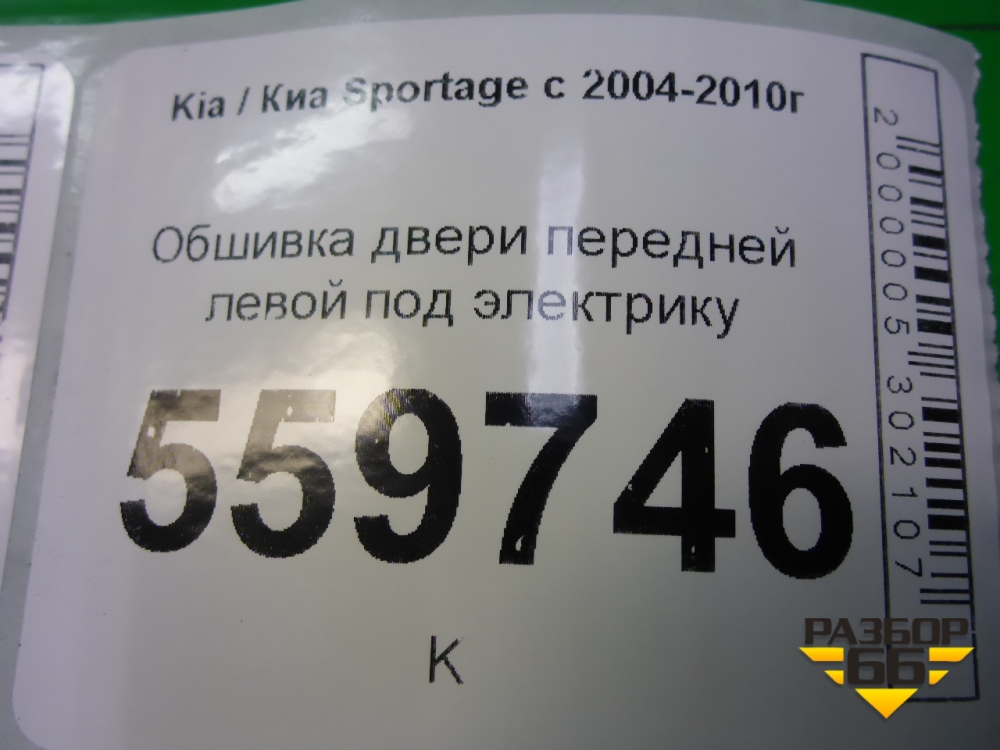 Kia / Киа Sportage с 2004-2010г
Обшивка двери передней
левой под электрику
559746
К
2000005302107
РАЗБОР
66